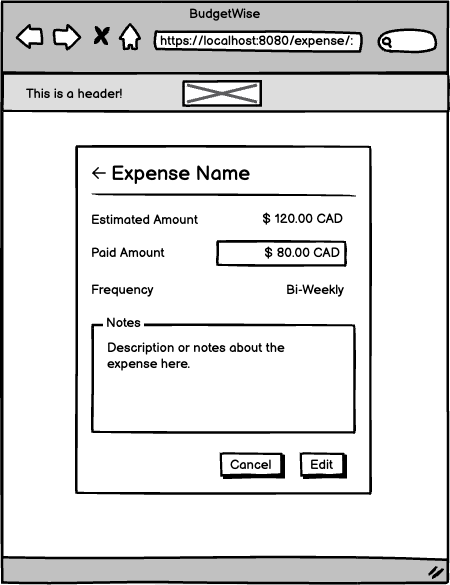 BudgetWise
https://localhost:8080/expense/:
This is a header!
← Expense Name
Estimated Amount $ 120.00 CAD
Paid Amount $ 80.00 CAD
Frequency Bi-Weekly
Notes
Description or notes about the
expense here.
Cancel Edit